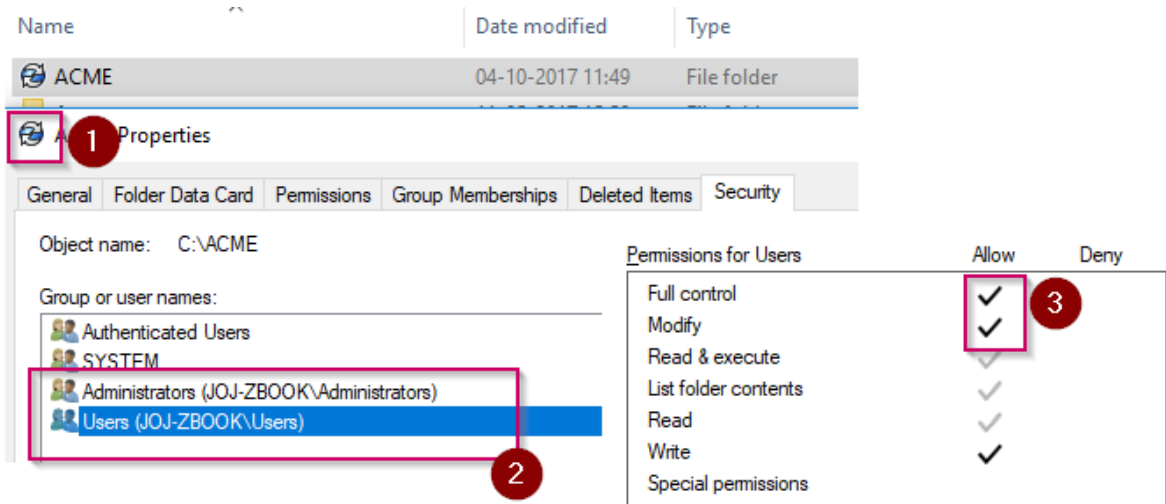 Name Date modified Type
ACME 04-10-2017 11:49 File folder
1 Properties
General Folder Data Card Permissions Group Memberships Deleted Items Security
Object name: C:\ACME
Group or user names:
Authenticated Users
SYSTEM
Administrators (JOJ-ZBOOK\Administrators)
Users (JOJ-ZBOOK\Users)
2
Permissions for Users Allow Deny
Full control
3
Modify
Read & execute
List folder contents
Read
Write
Special permissions